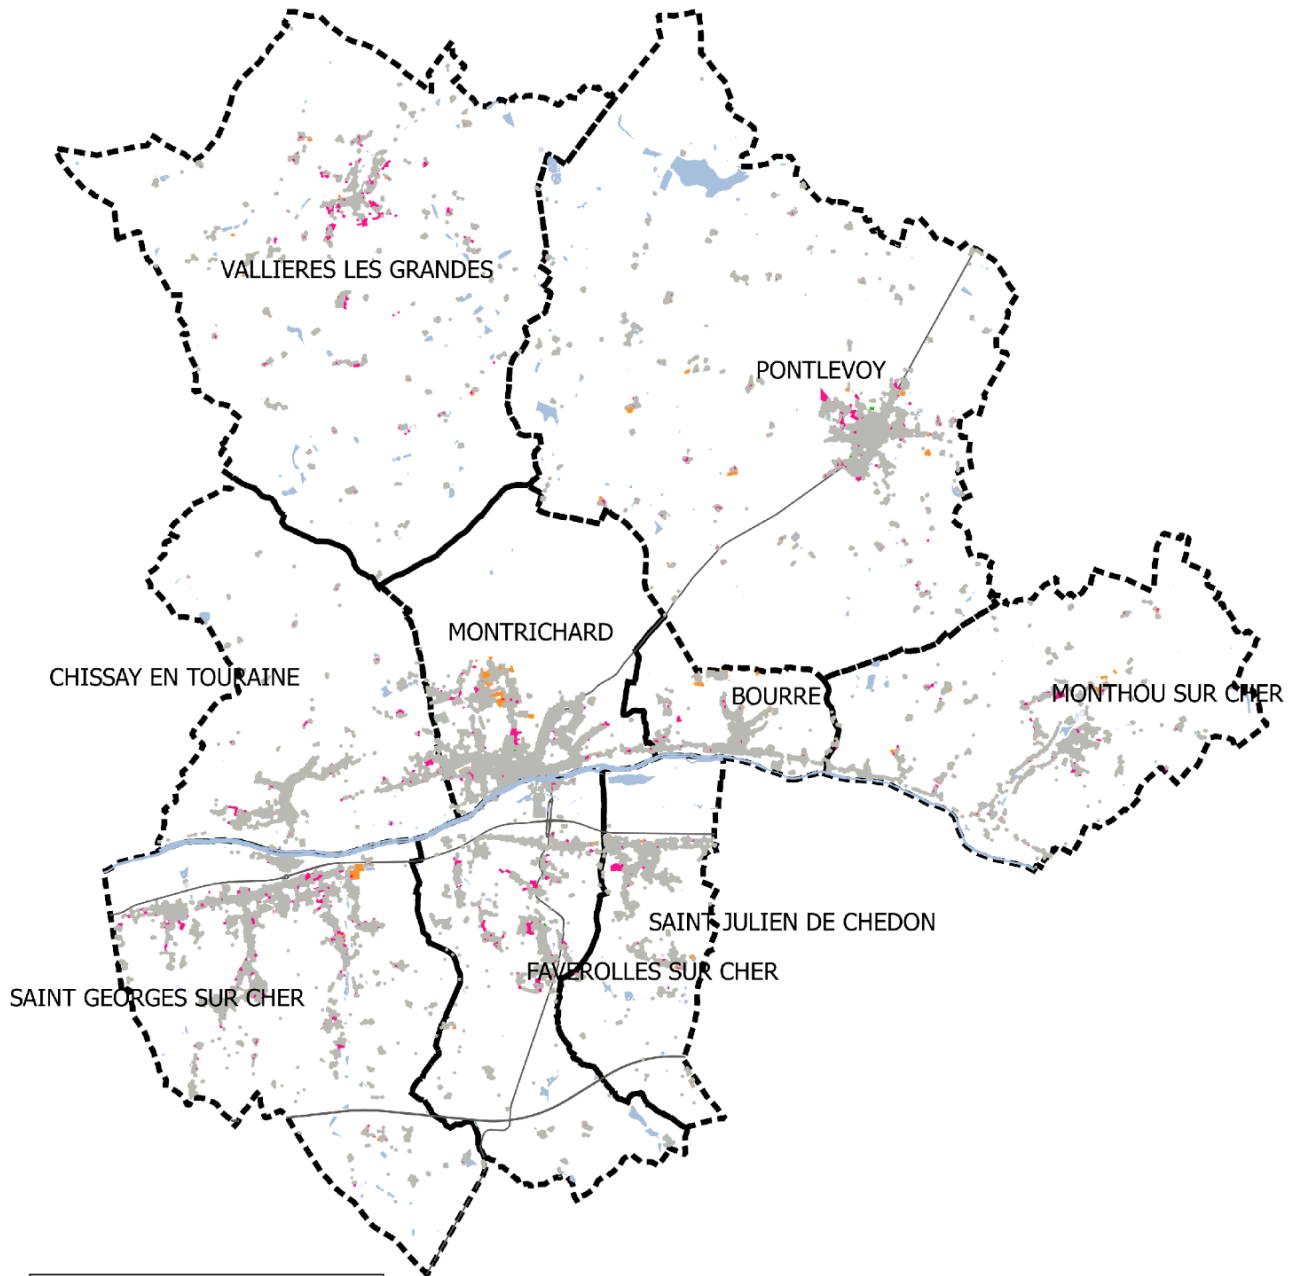 VALLIERES LES GRANDES
PONTLEVOY
MONTRICHARD
CHISSAY EN TOURAINE
BOURRE
MONTHOU SUR CHER
SAINT JULIEN DE CHEDON
FAVEROLLES SUR CHER
SAINT GEORGES SUR CHER